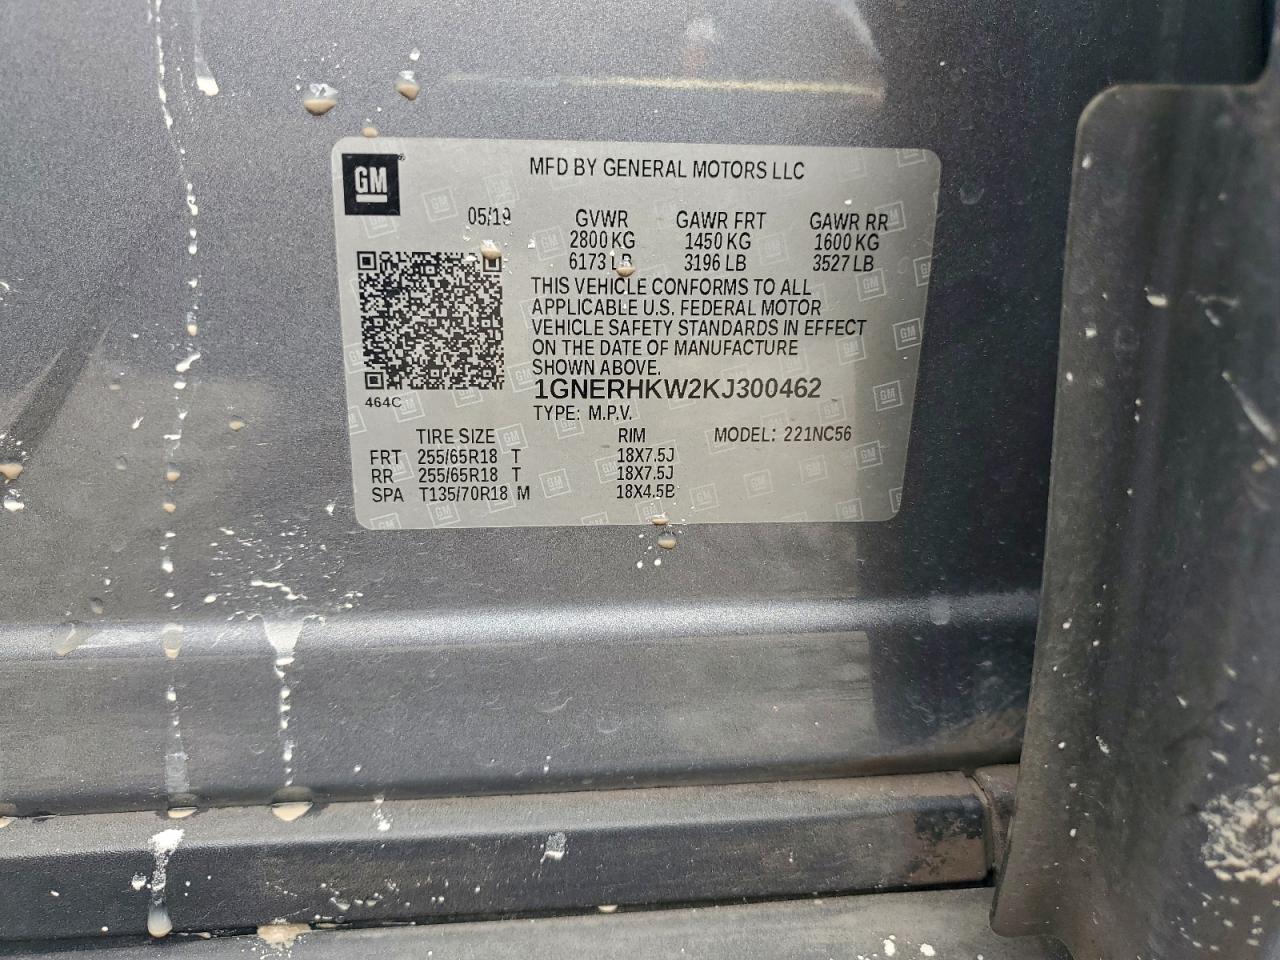 GM
MFD BY GENERAL MOTORS LLC
05/19 GVWR GAWR FRT GAWR RR
2800 KG 1450 KG 1600 KG
6173 LB 3196 LB 3527 LB
THIS VEHICLE CONFORMS TO ALL
APPLICABLE U.S. FEDERAL MOTOR
VEHICLE SAFETY STANDARDS IN EFFECT
ON THE DATE OF MANUFACTURE
SHOWN ABOVE.
1GNERHKW2KJ300462
464C
TYPE: M.P.V.
TIRE SIZE RIM MODEL: 221NC56
FRT 255/65R18 T 18X7.5J
RR 255/65R18 T 18X7.5J
SPA T135/70R18 M 18X4.5B